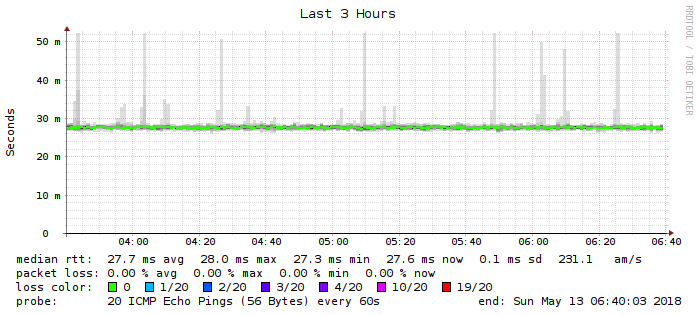 Last 3 Hours
RRDTOOL / TOBI OETIKER
Seconds
50 m
40 m
30 m
20 m
10 m
0
04:00 04:20 04:40 05:00 05:20 05:40 06:00 06:20 06:40
median rtt: 27.7 ms avg 28.0 ms max 27.3 ms min 27.6 ms now 0.1 ms sd 231.1 am/s
packet loss: 0.00 % avg 0.00 % max 0.00 % min 0.00 % now
loss color: 0 1/20 2/20 3/20 4/20 10/20 19/20
probe: 20 ICMP Echo Pings (56 Bytes) every 60s end: Sun May 13 06:40:03 2018